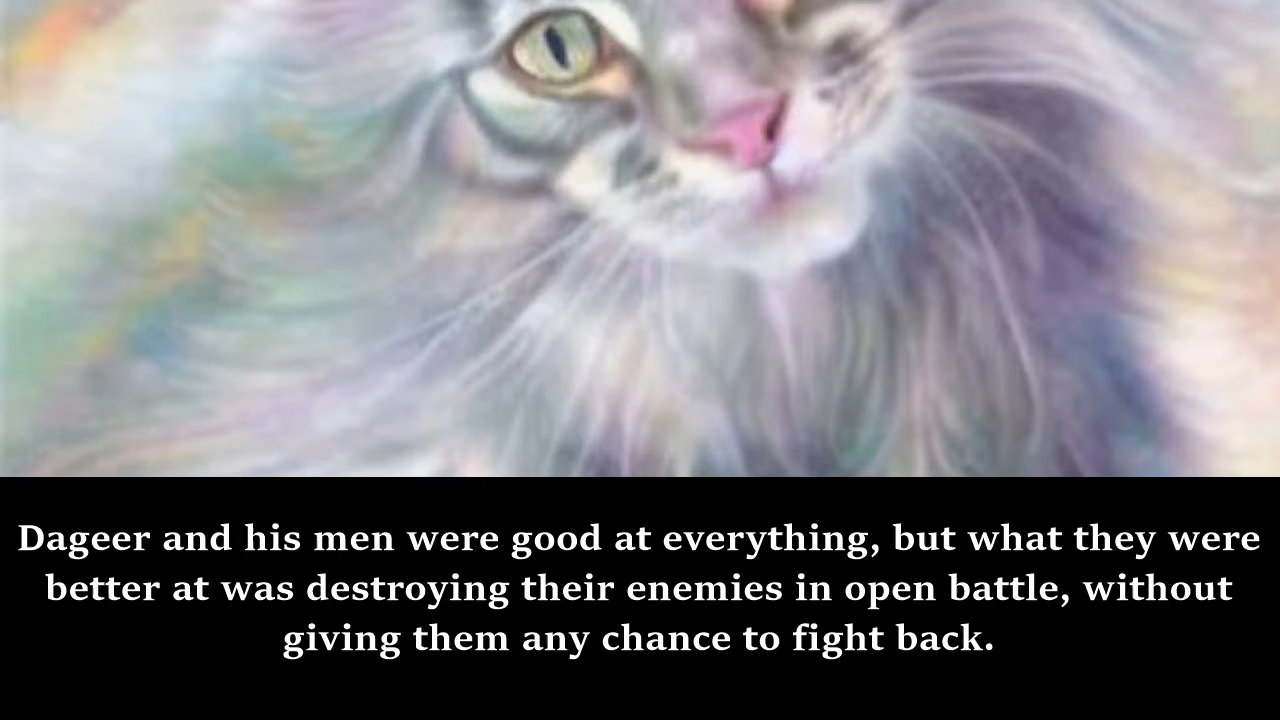 Dageer and his men were good at everything, but what they were
better at was destroying their enemies in open battle, without
giving them any chance to fight back.